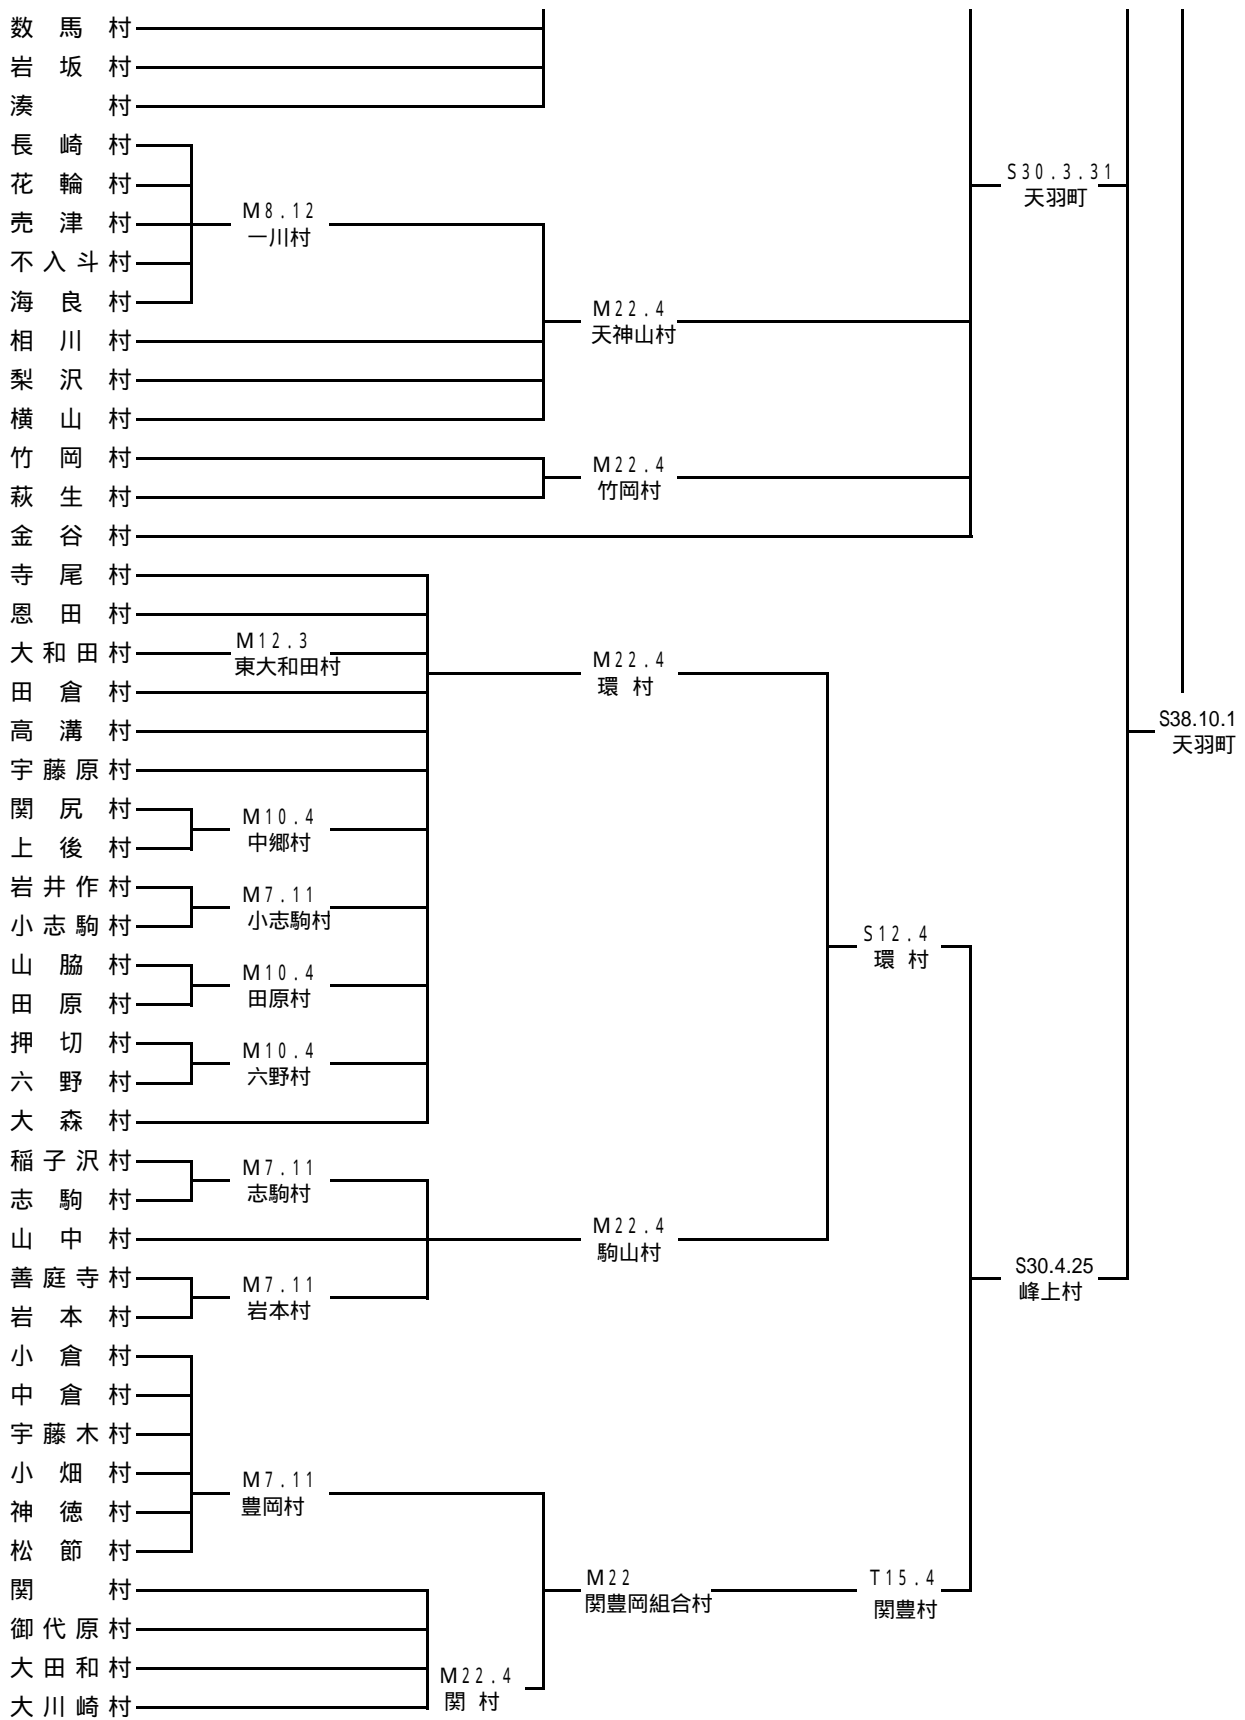 数馬村
岩坂村
湊村
長崎村
花輪村
売津村
不入斗村
海良村
相川村
梨沢村
横山村
竹岡村
萩生村
金谷村
寺尾村
恩田村
大和田村
田倉村
高溝村
宇藤原村
関尻村
上後村
岩井作村
小志駒村
山脇村
田原村
押切村
六野村
大森村
稲子沢村
志駒村
山中村
善庭寺村
岩本村
小倉村
中倉村
宇藤木村
小畑村
神徳村
松節村
関村
御代原村
大田和村
大川崎村
M8.12
一川村
M12.3
東大和田村
M10.4
中郷村
M7.11
小志駒村
M10.4
田原村
M10.4
六野村
M7.11
志駒村
M7.11
岩本村
M7.11
豊岡村
M22.4
関村
M22.4
天神山村
M22.4
竹岡村
M22.4
環村
M22.4
駒山村
M22
関豊岡組合村
S12.4
環村
T15.4
関豊村
S30.3.31
天羽町
S30.4.25
峰上村
S38.10.1
天羽町